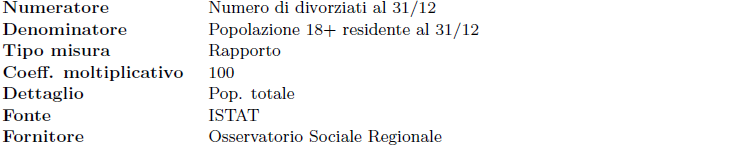 Numeratore Numero di divorziati al 31/12
Denominatore Popolazione 18+ residente al 31/12
Tipo misura Rapporto
Coeff. moltiplicativo 100
Dettaglio Pop. totale
Fonte ISTAT
Fornitore Osservatorio Sociale Regionale